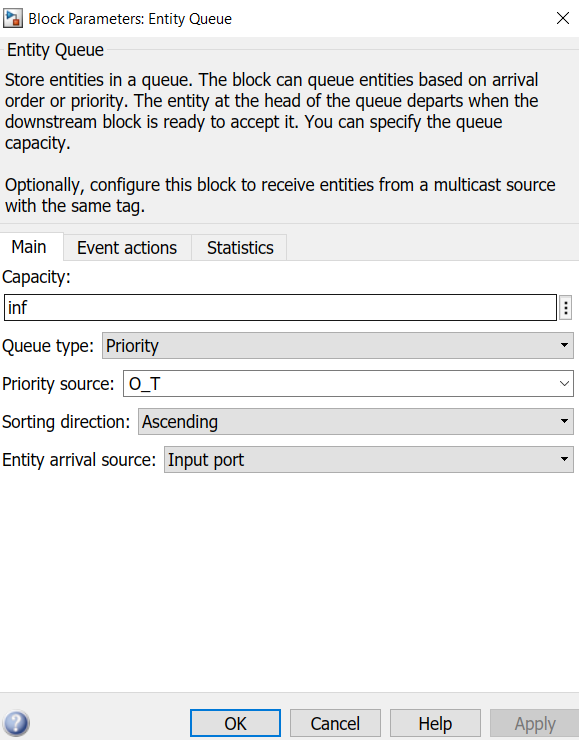 Block Parameters: Entity Queue
Entity Queue
Store entities in a queue. The block can queue entities based on arrival
order or priority. The entity at the head of the queue departs when the
downstream block is ready to accept it. You can specify the queue
capacity.
Optionally, configure this block to receive entities from a multicast source
with the same tag.
Main Event actions Statistics
Capacity:
inf
Queue type: Priority
Priority source: O_T
Sorting direction: Ascending
Entity arrival source: Input port
OK Cancel Help Apply